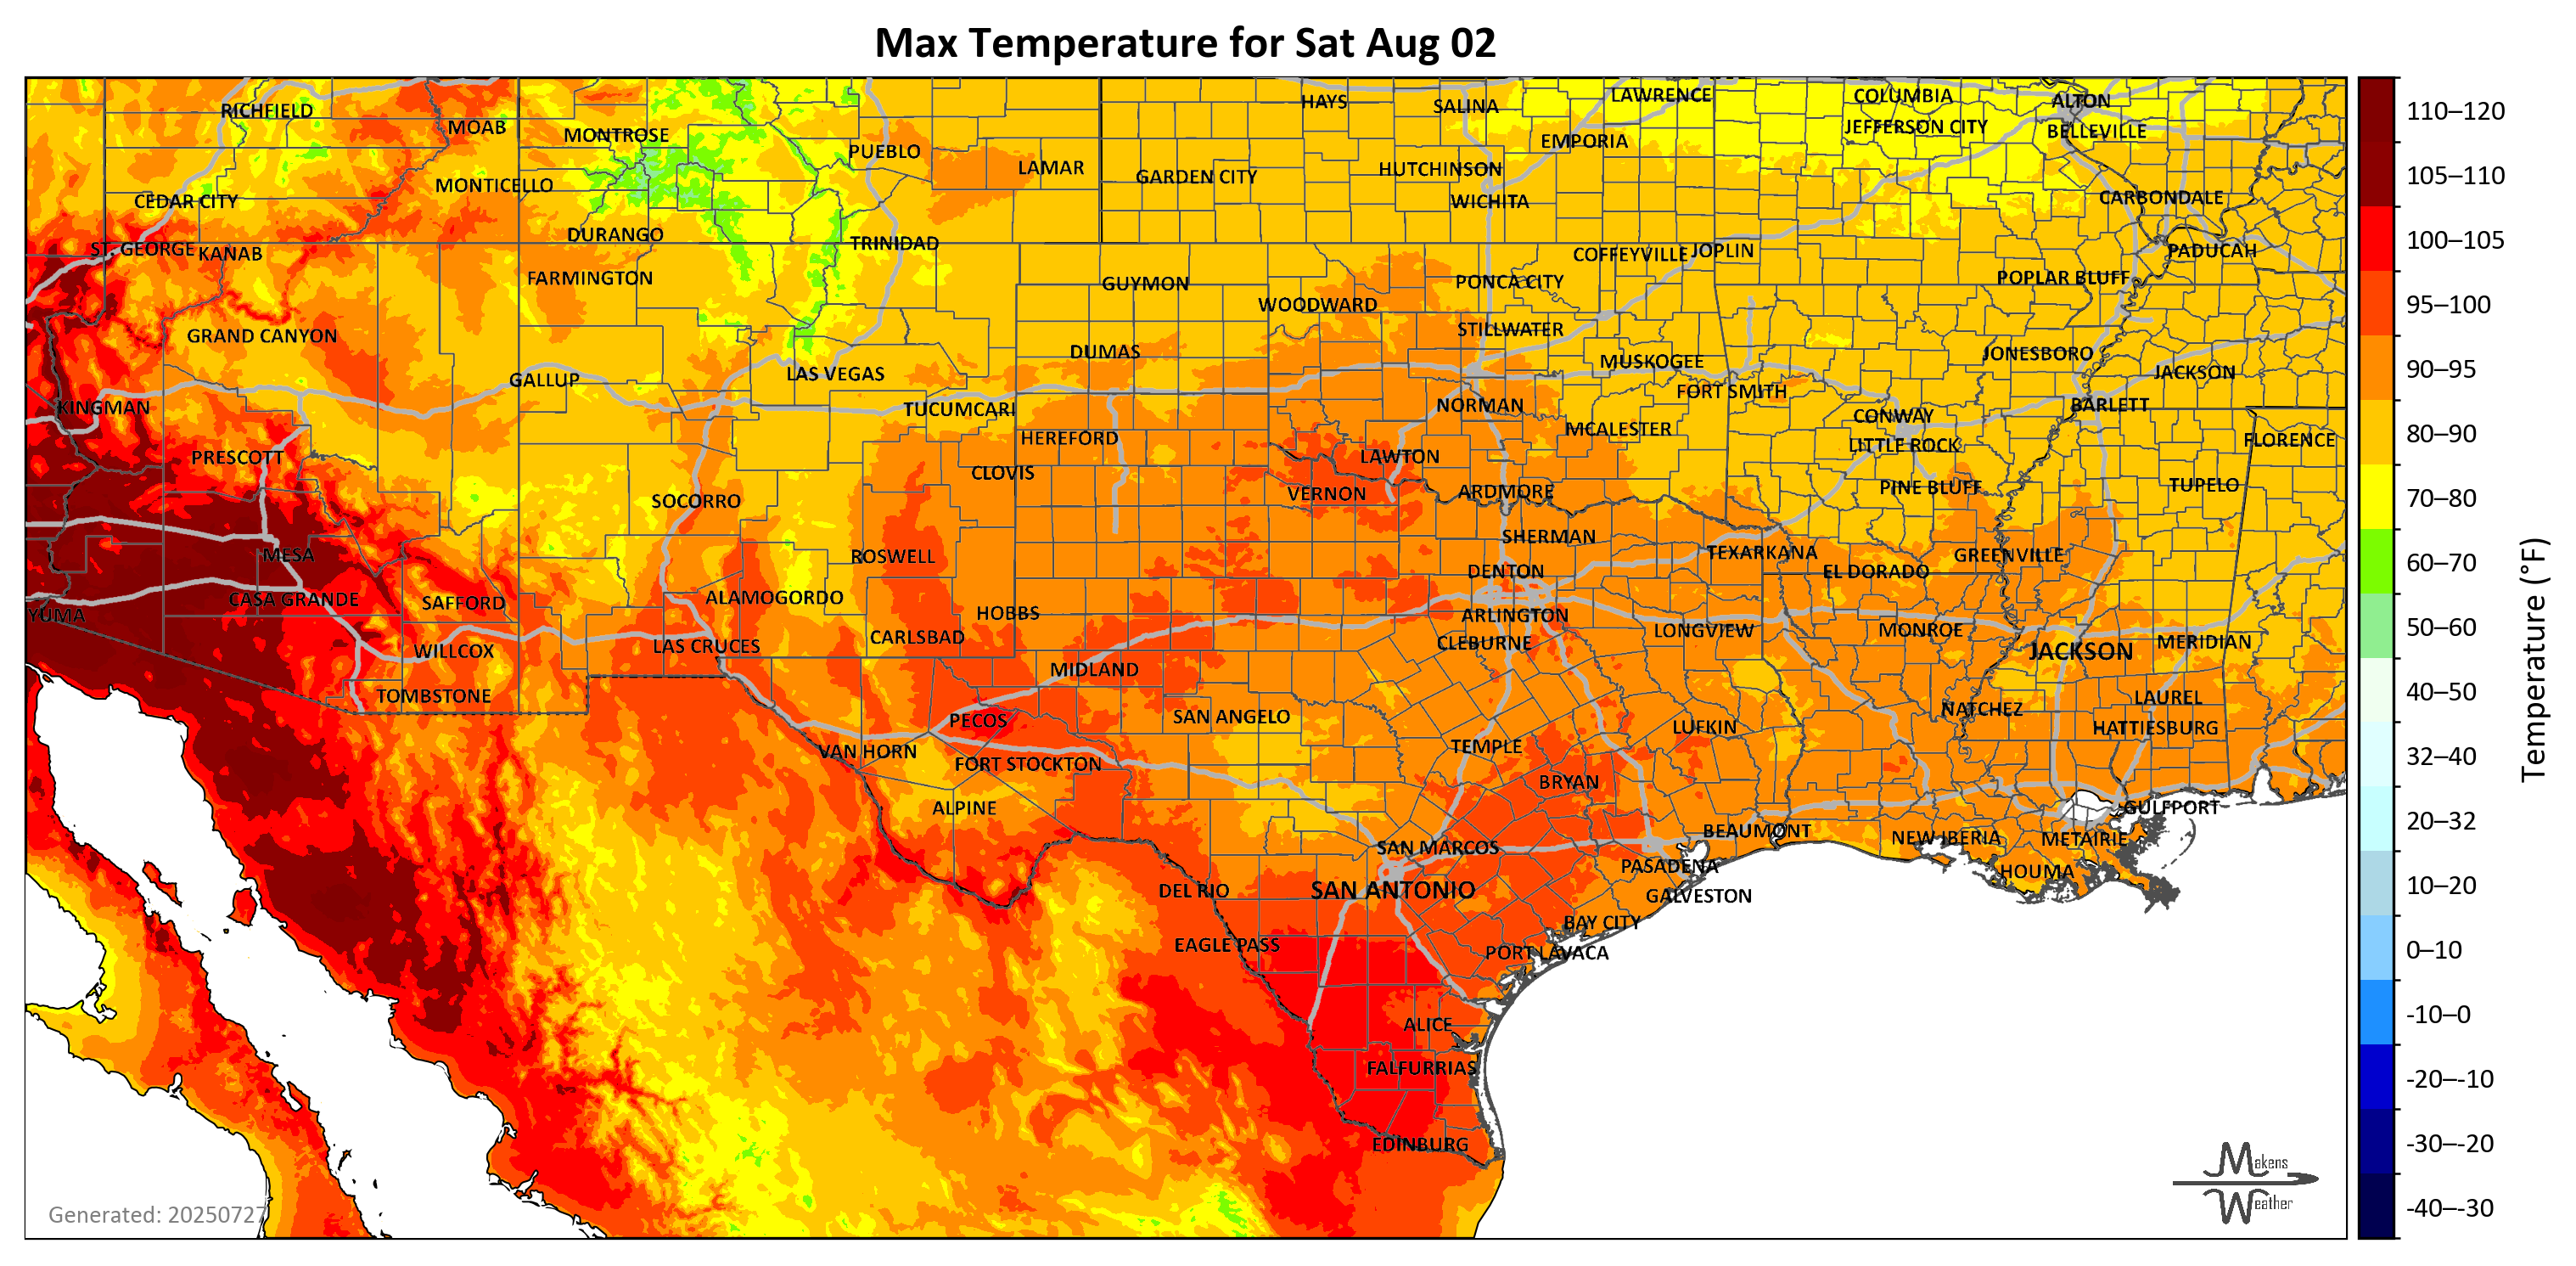 Max Temperature for Sat Aug 02
RICHFIELD
MOAB
MONTROSE
PUEBLO
LAMAR
HAYS
SALINA
LAWRENCE
COLUMBIA
ALTON
GARDEN CITY
HUTCHINSON
EMPORIA
JEFFERSON CITY
BELLEVILLE
CEDAR CITY
MONTICELLO
WICHITA
CARBONDALE
ST. GEORGE
KANAB
DURANGO
TRINIDAD
COFFEYVILLE
JOPLIN
PADUCAH
FARMINGTON
GUYMON
WOODWARD
PONCA CITY
POPLAR BLUFF
GRAND CANYON
DUMAS
STILLWATER
MUSKOGEE
JONESBORO
GALLUP
LAS VEGAS
FORT SMITH
JACKSON
KINGMAN
TUCUMCARI
NORMAN
CONWAY
BARLETT
PRESCOTT
HEREFORD
MCALESTER
LITTLE ROCK
FLORENCE
CLOVIS
LAWTON
SOCORRO
VERNON
ARDMORE
PINE BLUFF
TUPELO
MESA
ROSWELL
SHERMAN
TEXARKANA
GREENVILLE
DENTON
EL DORADO
YUMA
CASA GRANDE
SAFFORD
ALAMOGORDO
HOBBS
ARLINGTON
WILLCOX
LAS CRUCES
CARLSBAD
CLEBURNE
LONGVIEW
MONROE
JACKSON
MERIDIAN
TOMBSTONE
MIDLAND
PECOS
SAN ANGELO
LUFKIN
NATCHEZ
LAUREL
HATTIESBURG
VAN HORN
FORT STOCKTON
TEMPLE
BRYAN
ALPINE
BEAUMONT
NEW IBERIA
METAIRIE
GULFPORT
SAN MARCOS
PASADENA
HOUMA
DEL RIO
SAN ANTONIO
GALVESTON
EAGLE PASS
BAY CITY
PORT LAVACA
ALICE
FALFURRIAS
EDINBURG
Generated: 20250727
Makens
Weather
110–120
105–110
100–105
95–100
90–95
80–90
70–80
60–70
50–60
40–50
32–40
20–32
10–20
0–10
-10–0
-20–-10
-30–-20
-40–-30
Temperature (°F)